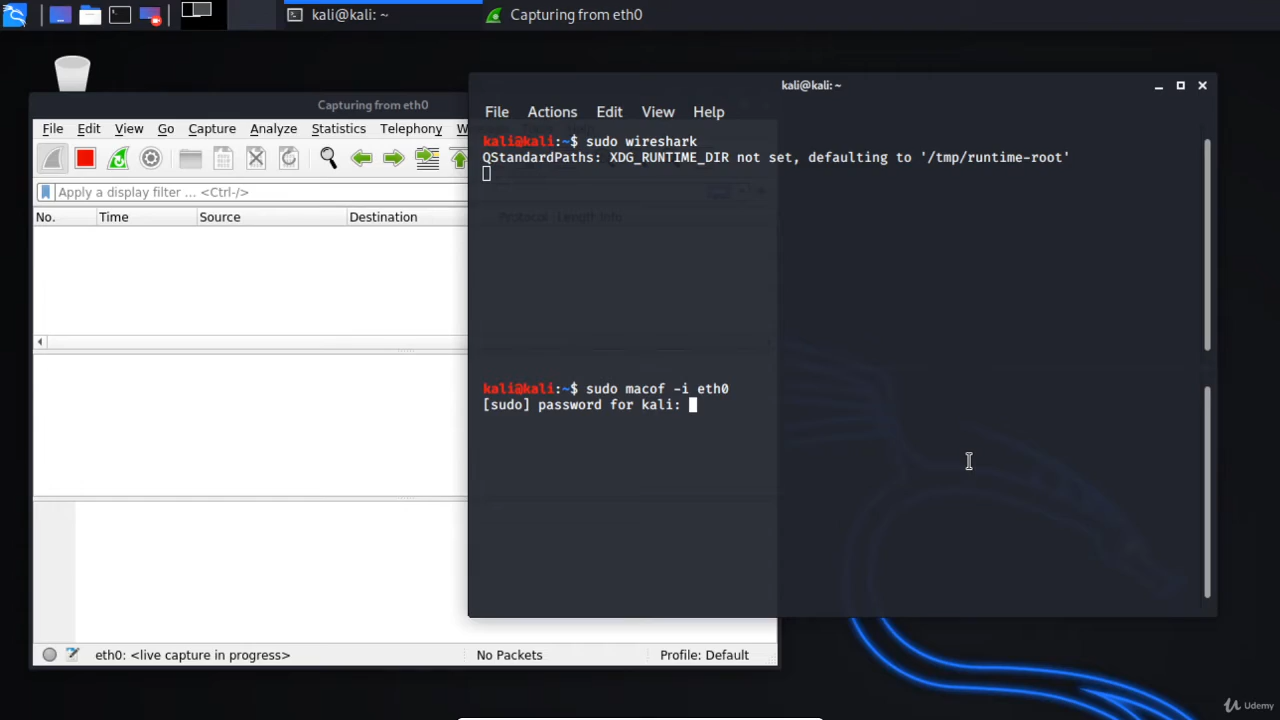 kali@kali: ~
Capturing from eth0
Capturing from eth0
File Edit View Go Capture Analyze Statistics Telephony W
Apply a display filter ... <Ctrl-/>
No. Time Source Destination Protocol Length Info
eth0: <live capture in progress> No Packets Profile: Default
kali@kali: ~
File Actions Edit View Help
kali@kali:~$ sudo wireshark
QStandardPaths: XDG_RUNTIME_DIR not set, defaulting to '/tmp/runtime-root'
kali@kali:~$ sudo macof -i eth0
[sudo] password for kali:
Udemy